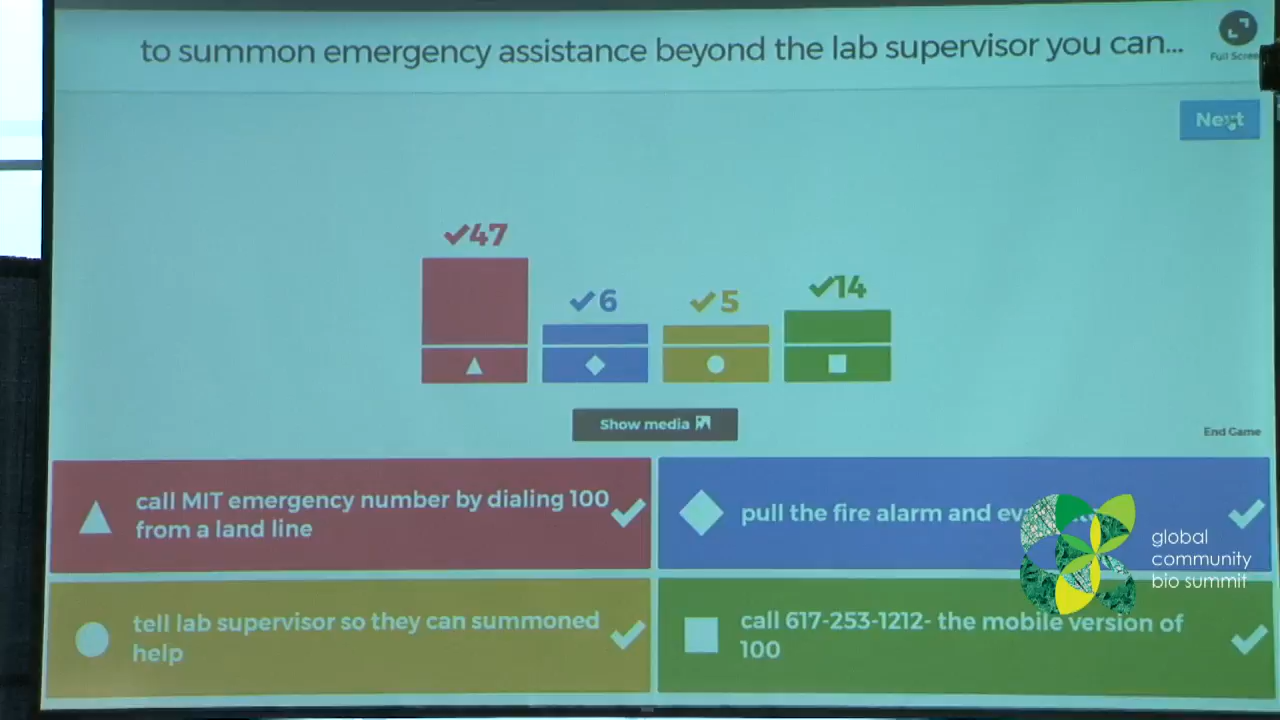 to summon emergency assistance beyond the lab supervisor you can...
Full Screen
Next
47
6
5
14
Show media
End Game
call MIT emergency number by dialing 100
from a land line
pull the fire alarm and
tell lab supervisor so they can summoned
help
call 617-253-1212- the mobile version of
100
global
community
bio summit